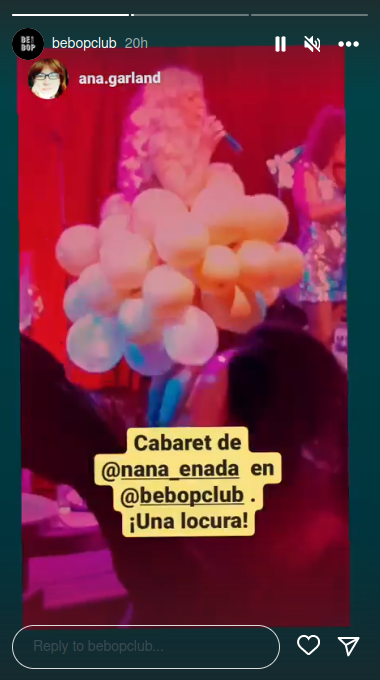 BE
BOP
bebopclub 20h
ana.garland
Cabaret de
@nana_enada en
@bebopclub .
¡Una locura!
Reply to bebopclub...